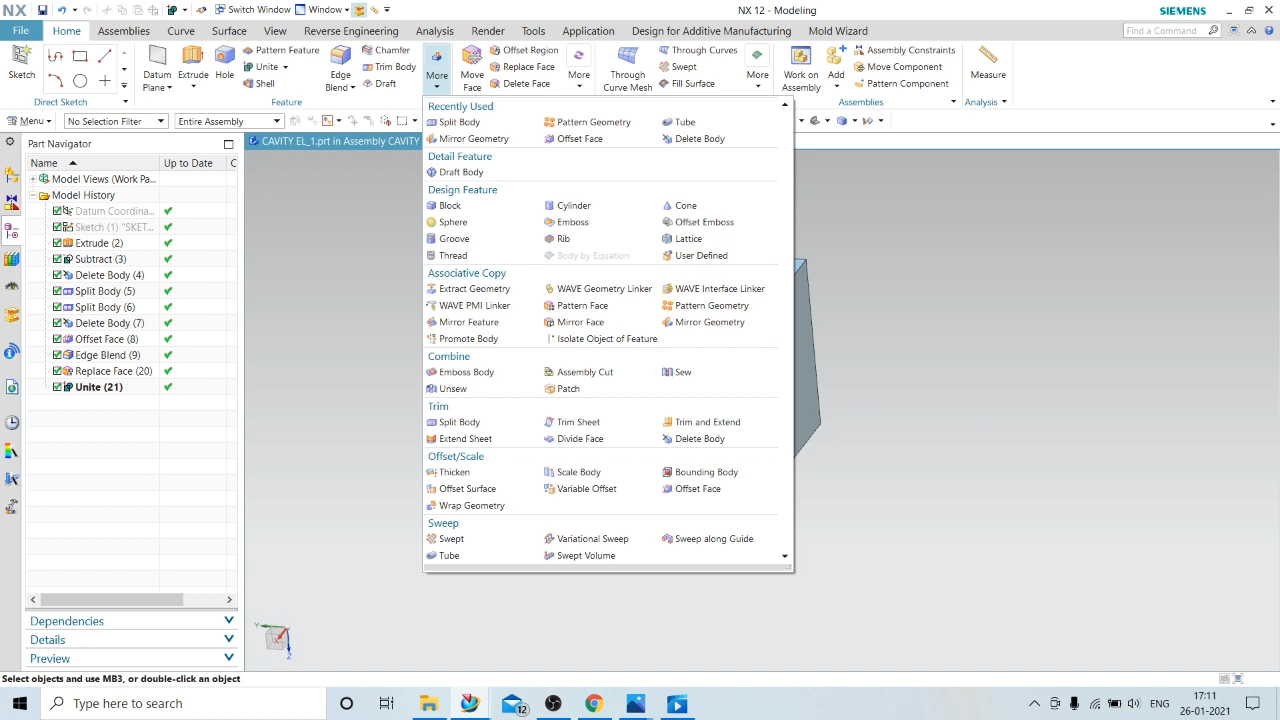 NX Switch Window Window NX 12 - Modeling SIEMENS
File Home Assemblies Curve Surface View Reverse Engineering Analysis Render Tools Application Design for Additive Manufacturing Mold Wizard Find a Command
Sketch
Direct Sketch
Datum Plane Extrude Hole
Pattern Feature
Unite
Shell
Edge Blend
Chamfer
Trim Body
Draft
Feature
More
Move Face
Offset Region
Replace Face
Delete Face
More
Through Curve Mesh
Through Curves
Swept
Fill Surface
More
Work on Assembly Add
Assembly Constraints
Move Component
Pattern Component
Assemblies
Measure
Analysis
Menu No Selection Filter Entire Assembly
Part Navigator
CAVITY EL_1.prt in Assembly CAVITY
Name Up to Date C
Model Views (Work Pa...
Model History
Datum Coordina...
Sketch (1) "SKET...
Extrude (2)
Subtract (3)
Delete Body (4)
Split Body (5)
Split Body (6)
Delete Body (7)
Offset Face (8)
Edge Blend (9)
Replace Face (20)
Unite (21)
Dependencies
Details
Preview
Recently Used
Split Body Pattern Geometry Tube
Mirror Geometry Offset Face Delete Body
Detail Feature
Draft Body
Design Feature
Block Cylinder Cone
Sphere Emboss Offset Emboss
Groove Rib Lattice
Thread Body by Equation User Defined
Associative Copy
Extract Geometry WAVE Geometry Linker WAVE Interface Linker
WAVE PMI Linker Pattern Face Pattern Geometry
Mirror Feature Mirror Face Mirror Geometry
Promote Body Isolate Object of Feature
Combine
Emboss Body Assembly Cut Sew
Unsew Patch
Trim
Split Body Trim Sheet Trim and Extend
Extend Sheet Divide Face Delete Body
Offset/Scale
Thicken Scale Body Bounding Body
Offset Surface Variable Offset Offset Face
Wrap Geometry
Sweep
Swept Variational Sweep Sweep along Guide
Tube Swept Volume
Y
X
Z
Select objects and use MB3, or double-click an object
Type here to search 12 ENG 17:11
26-01-2021